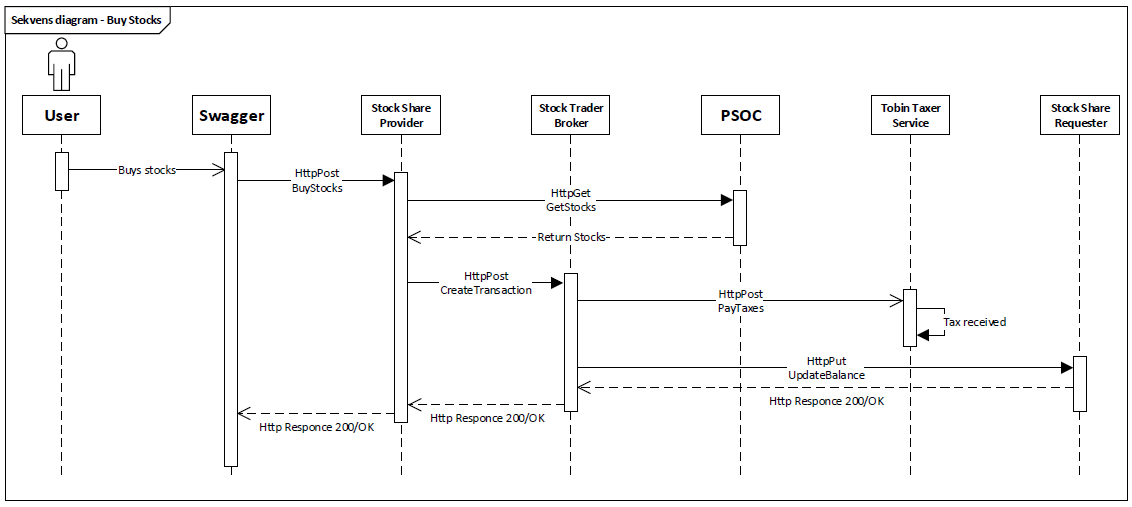 Sekvens diagram - Buy Stocks
User
Swagger
Stock Share
Provider
Stock Trader
Broker
PSOC
Tobin Taxer
Service
Stock Share
Requester
Buys stocks
HttpPost
BuyStocks
HttpGet
GetStocks
Return Stocks
HttpPost
CreateTransaction
HttpPost
PayTaxes
Tax received
HttpPut
UpdateBalance
Http Responce 200/OK
Http Responce 200/OK
Http Responce 200/OK